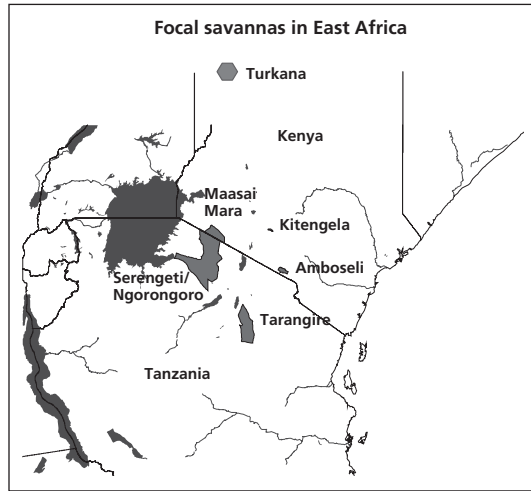 Focal savannas in East Africa
Turkana
Kenya
Maasai
Mara
Kitengela
Amboseli
Serengeti/
Ngorongoro
Tarangire
Tanzania